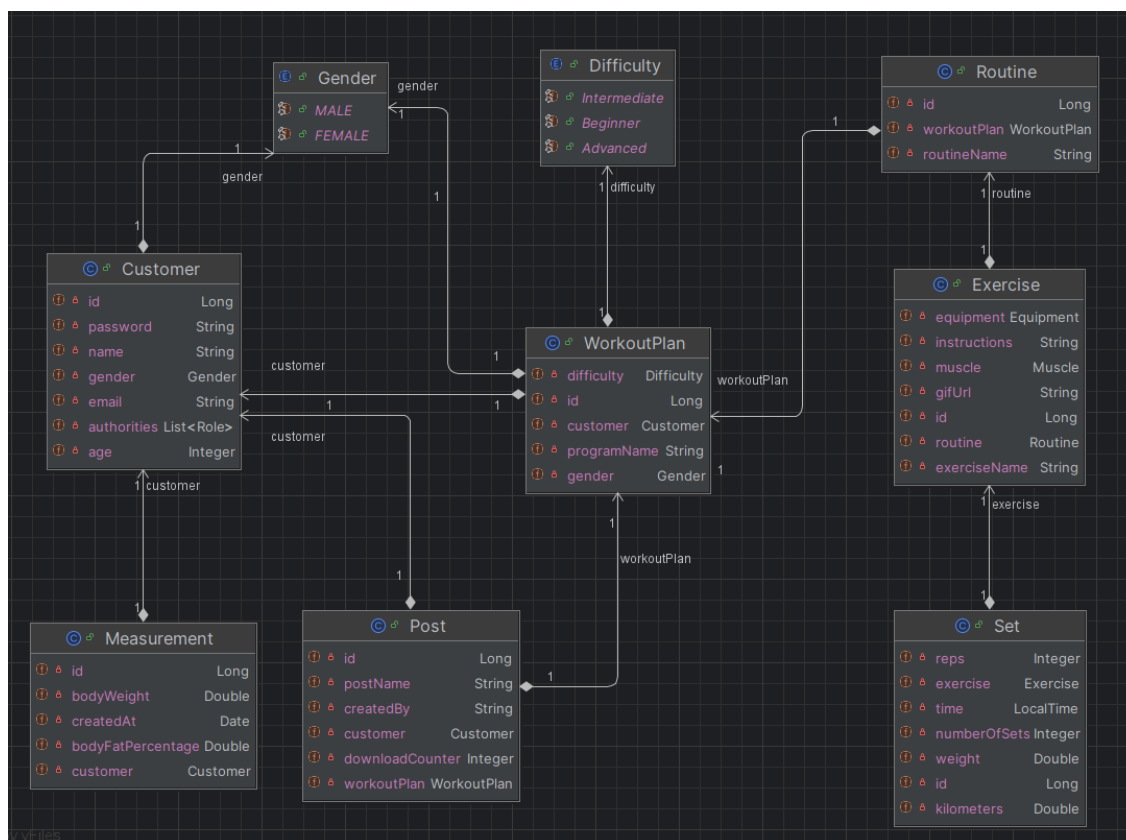 Gender
MALE
FEMALE
Difficulty
Intermediate
Beginner
Advanced
Routine
id Long
workoutPlan WorkoutPlan
routineName String
gender
1
1
1
gender
1
1
1 difficulty
1
1
1 routine
1
Customer
id Long
password String
name String
gender Gender
email String
authorities List<Role>
age Integer
WorkoutPlan
difficulty Difficulty
id Long
customer Customer
programName String
gender Gender
Exercise
equipment Equipment
instructions String
muscle Muscle
gifUrl String
id Long
routine Routine
exerciseName String
customer
1
1
1
customer
workoutPlan
1
1 customer
1
1
workoutPlan
1
1
1 exercise
1
Measurement
id Long
bodyWeight Double
createdAt Date
bodyFatPercentage Double
customer Customer
Post
id Long
postName String
createdBy String
customer Customer
downloadCounter Integer
workoutPlan WorkoutPlan
Set
reps Integer
exercise Exercise
time LocalTime
numberOfSets Integer
weight Double
id Long
kilometers Double